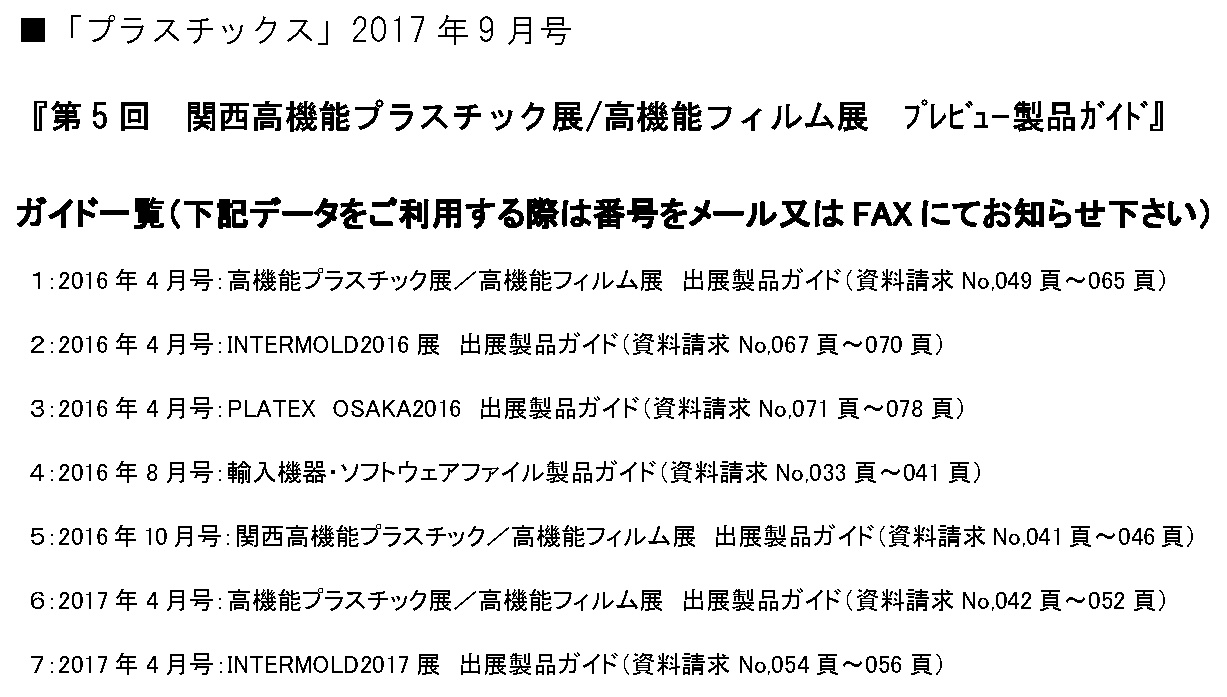 ■「プラスチックス」2017年9月号
『第5回　関西高機能プラスチック展/高機能フィルム展　ﾌﾟﾚﾋﾞｭｰ製品ｶﾞｲﾄﾞ』
ガイド一覧（下記データをご利用する際は番号をメール又はFAXにてお知らせ下さい）
1：2016年4月号：高機能プラスチック展／高機能フィルム展　出展製品ガイド（資料請求No,049頁～065頁）
2：2016年4月号：INTERMOLD2016展　出展製品ガイド（資料請求No,067頁～070頁）
3：2016年4月号：PLATEX　OSAKA2016　出展製品ガイド（資料請求No,071頁～078頁）
4：2016年8月号：輸入機器・ソフトウェアファイル製品ガイド（資料請求No,033頁～041頁）
5：2016年10月号：関西高機能プラスチック／高機能フィルム展　出展製品ガイド（資料請求No,041頁～046頁）
6：2017年4月号：高機能プラスチック展／高機能フィルム展　出展製品ガイド（資料請求No,042頁～052頁）
7：2017年4月号：INTERMOLD2017展　出展製品ガイド（資料請求No,054頁～056頁）